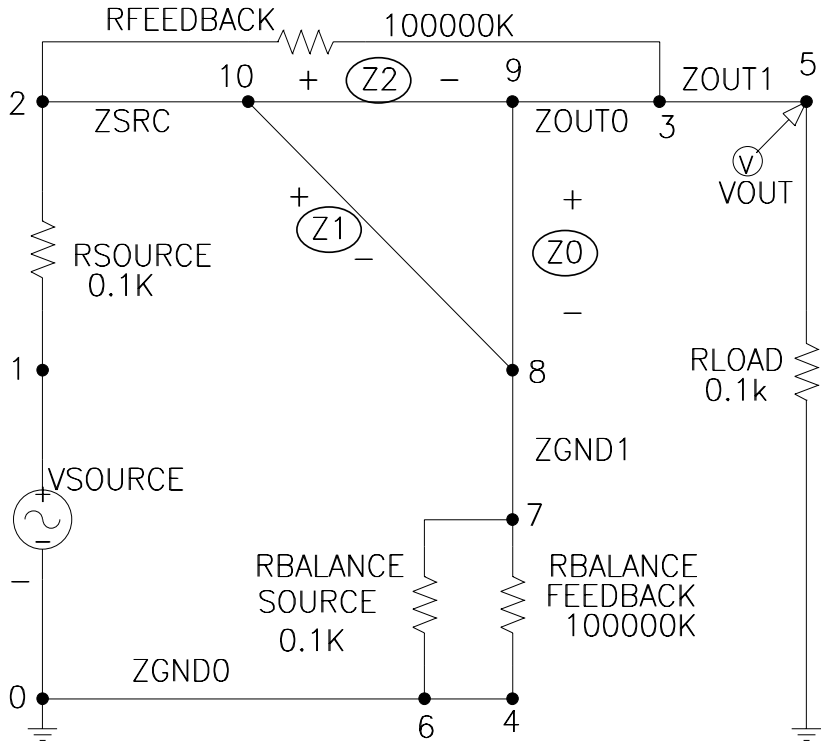 RFEEDBACK
100000K
10
+ Z2 −
9
ZOUT1
5
2
ZSRC
ZOUT0
3
V
VOUT
+
Z1
−
+
Z0
−
RSOURCE
0.1K
1
8
RLOAD
0.1k
ZGND1
VSOURCE
+
−
−
7
RBALANCE
SOURCE
0.1K
RBALANCE
FEEDBACK
100000K
ZGND0
0
6
4